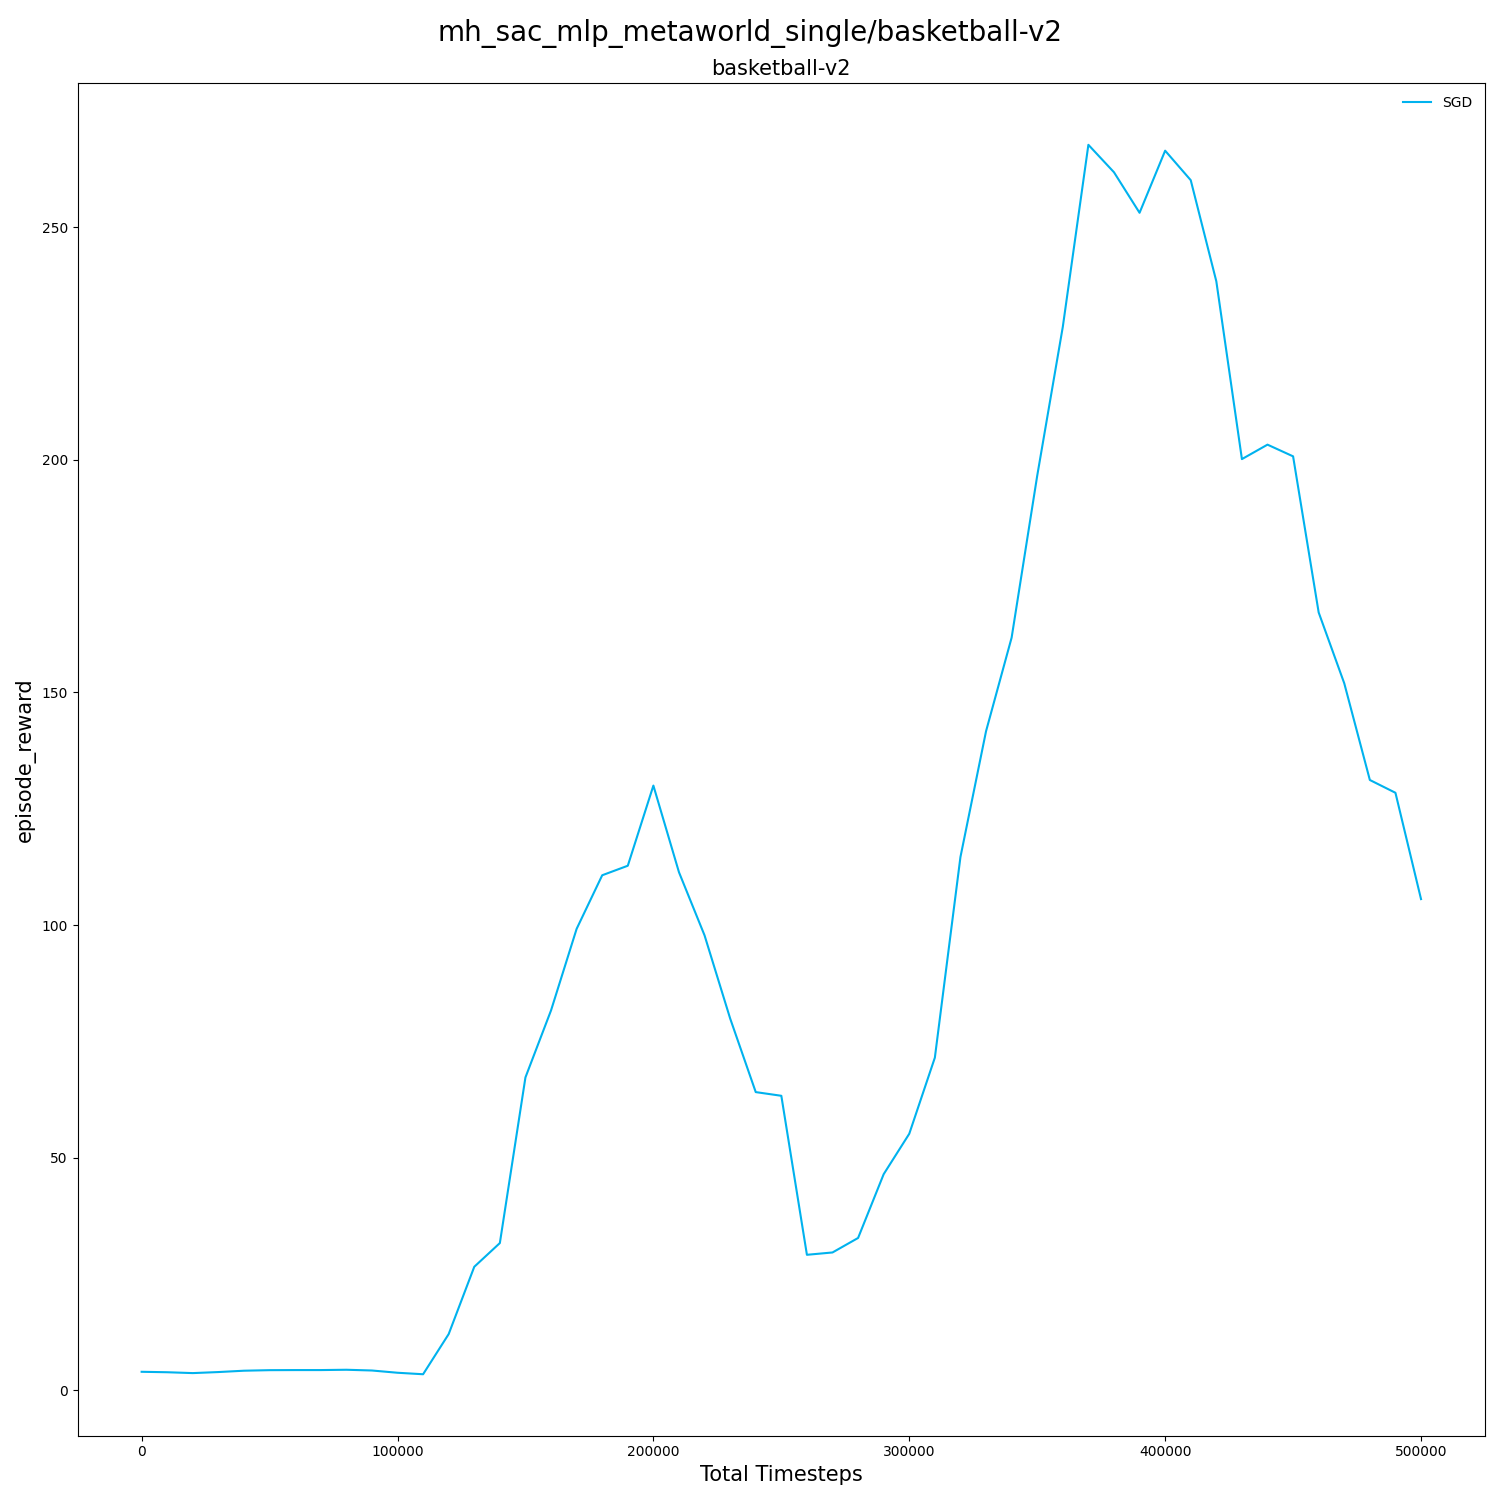 mh_sac_mlp_metaworld_single/basketball-v2
basketball-v2
SGD
episode_reward
250
200
150
100
50
0
0 100000 200000 300000 400000 500000
Total Timesteps